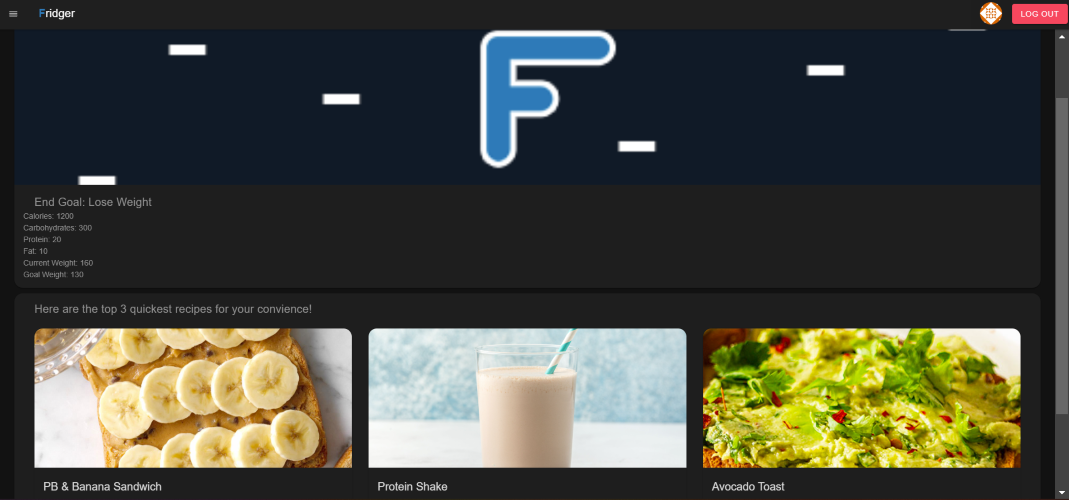 Fridger
LOG OUT
F
End Goal: Lose Weight
Calories: 1200
Carbohydrates: 300
Protein: 20
Fat: 10
Current Weight: 160
Goal Weight: 130
Here are the top 3 quickest recipes for your convience!
PB & Banana Sandwich
Protein Shake
Avocado Toast